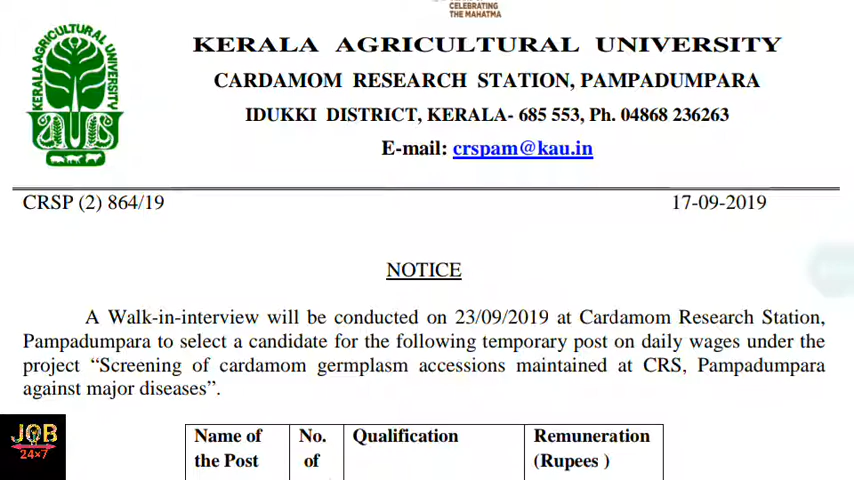 CELEBRATING
THE MAHATMA
KERALA AGRICULTURAL UNIVERSITY
KERALA AGRICULTURAL UNIVERSITY
CARDAMOM RESEARCH STATION, PAMPADUMPARA
IDUKKI DISTRICT, KERALA- 685 553, Ph. 04868 236263
E-mail: crspam@kau.in
CRSP (2) 864/19 17-09-2019
NOTICE
A Walk-in-interview will be conducted on 23/09/2019 at Cardamom Research Station,
Pampadumpara to select a candidate for the following temporary post on daily wages under the
project “Screening of cardamom germplasm accessions maintained at CRS, Pampadumpara
against major diseases”.
Name of No. Qualification Remuneration
the Post of (Rupees )
JOB
24×7